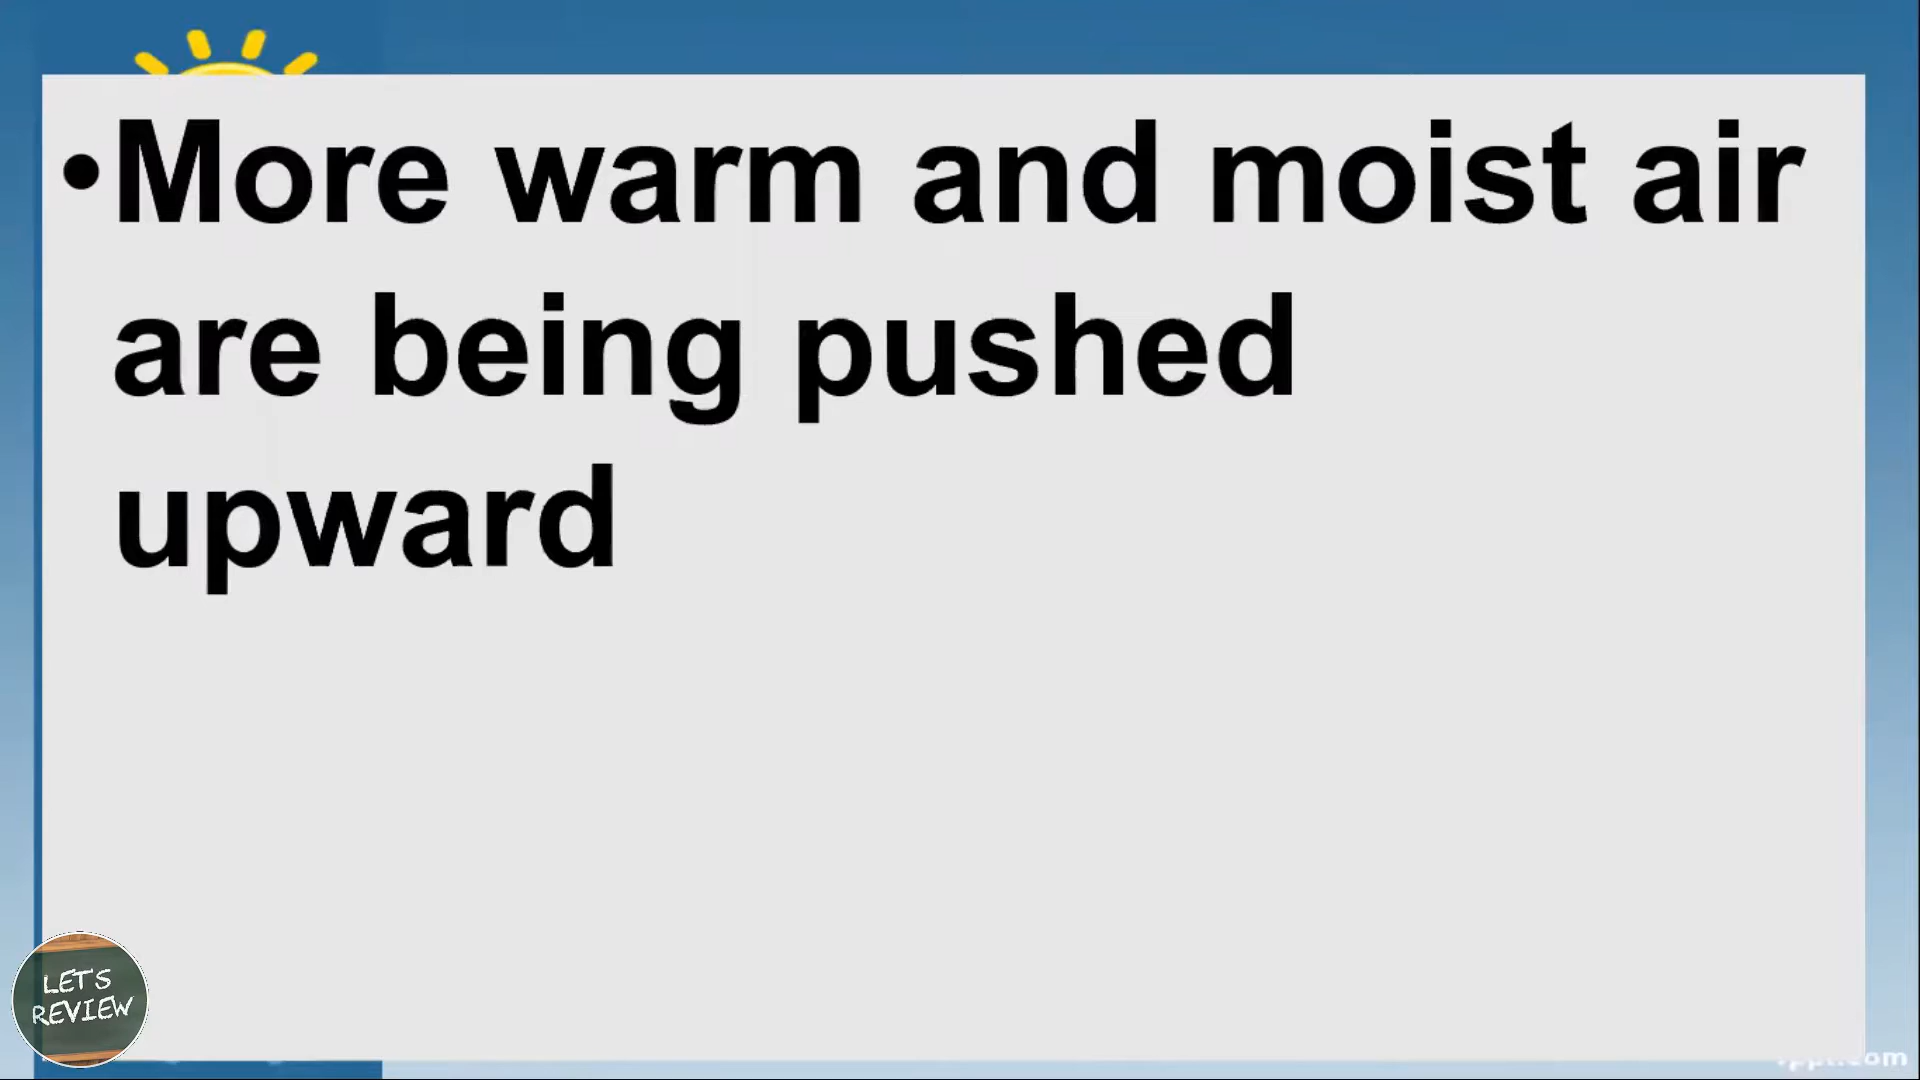 •More warm and moist air
are being pushed
upward
LET'S
REVIEW